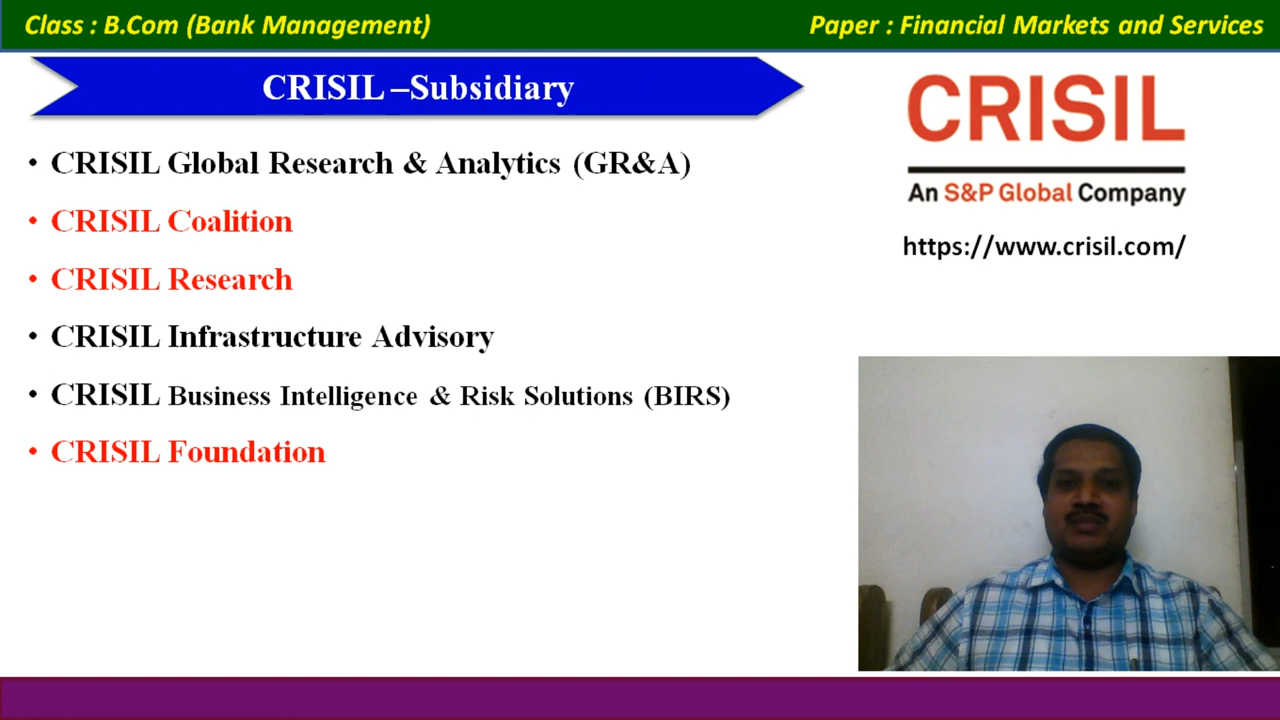 Class : B.Com (Bank Management)
Paper : Financial Markets and Services
CRISIL –Subsidiary
• CRISIL Global Research & Analytics (GR&A)
• CRISIL Coalition
• CRISIL Research
• CRISIL Infrastructure Advisory
• CRISIL Business Intelligence & Risk Solutions (BIRS)
• CRISIL Foundation
CRISIL
An S&P Global Company
https://www.crisil.com/